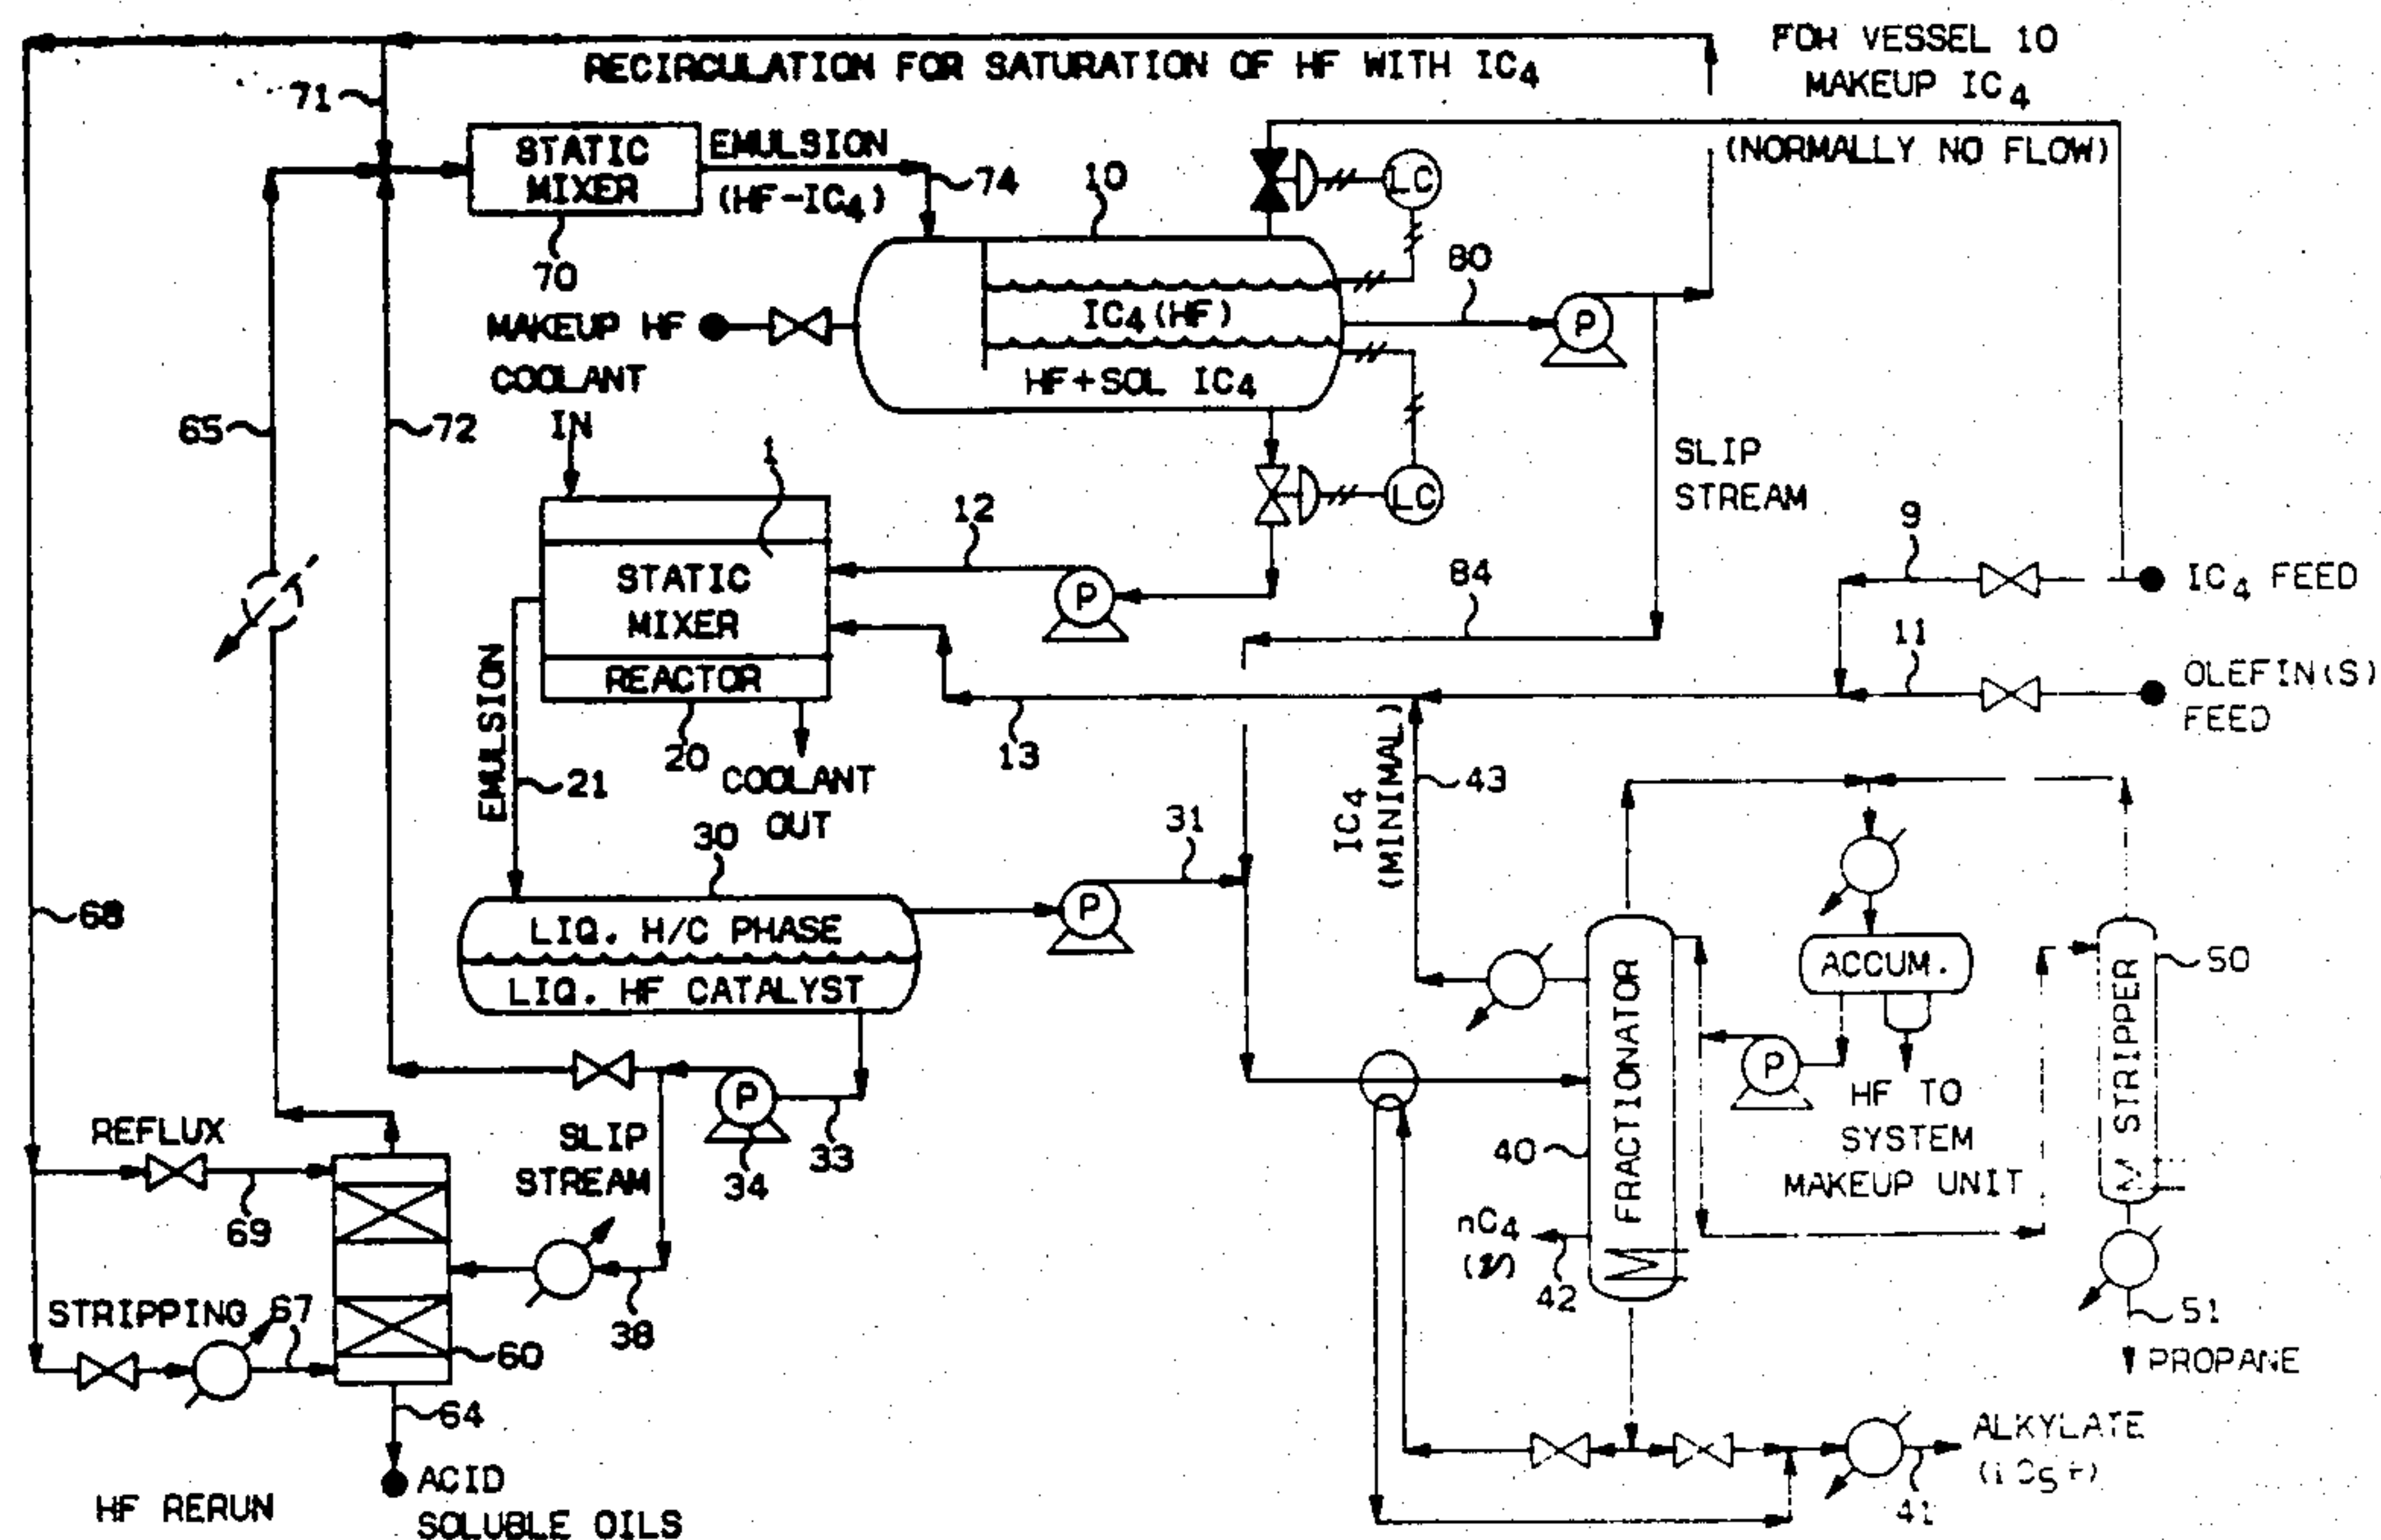 FOR VESSEL 10
MAKEUP IC4
(NORMALLY NO FLOW)
RECIRCULATION FOR SATURATION OF HF WITH IC4
71
STATIC
MIXER
70
EMULSION
(HF-IC4)
74
10
LC
80
P
IC4 (HF)
HF+SOL IC4
MAKEUP HF
COOLANT
IN
65
72
1
12
P
LC
SLIP
STREAM
84
9
IC4 FEED
11
OLEFIN(S)
FEED
STATIC
MIXER
REACTOR
20
COOLANT
OUT
13
EMULSION
21
IC4
(MINIMAL)
43
30
31
P
LIQ. H/C PHASE
LIQ. HF CATALYST
68
P
34
33
SLIP
STREAM
38
REFLUX
69
STRIPPING
67
60
64
ACID
SOLUBLE OILS
HF RERUN
FRACTIONATOR
40
nC4
42
ACCUM.
P
HF TO
SYSTEM
MAKEUP UNIT
STRIPPER
50
51
PROPANE
ALKYLATE
(iC5+)
41